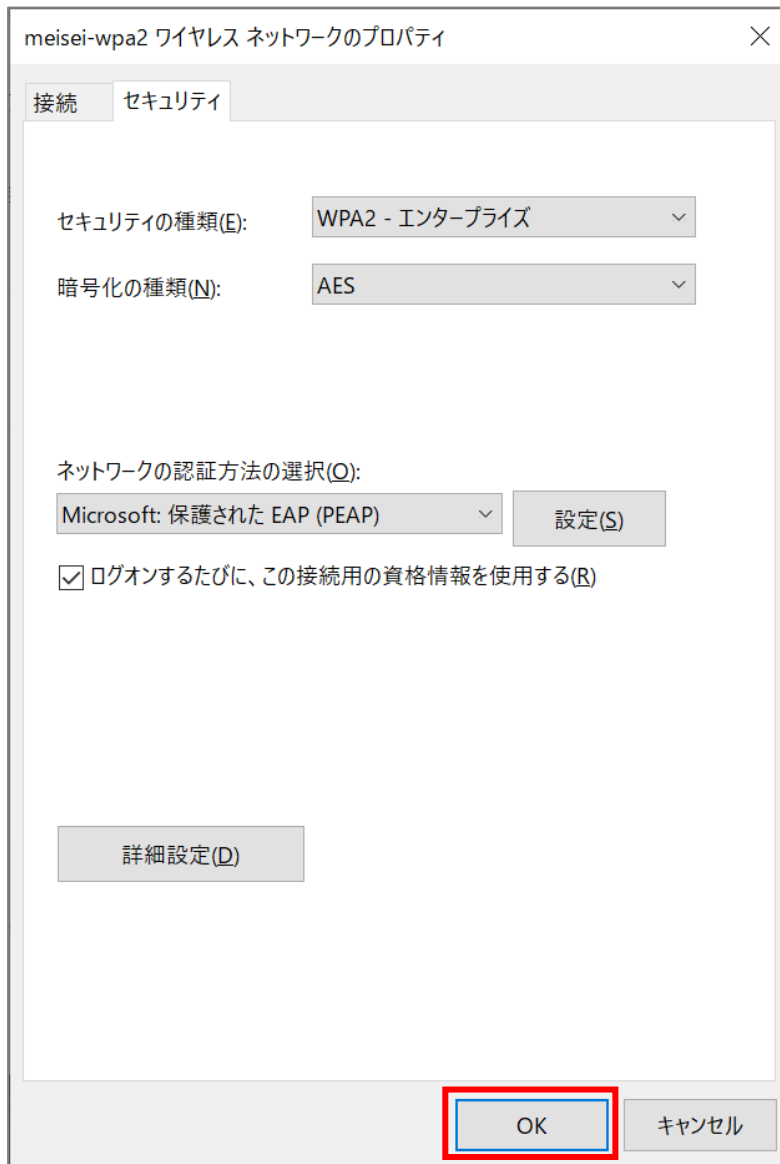 meisei-wpa2 ワイヤレス ネットワークのプロパティ
接続 セキュリティ
セキュリティの種類(E): WPA2 - エンタープライズ
暗号化の種類(N): AES
ネットワークの認証方法の選択(O):
Microsoft: 保護された EAP (PEAP) 設定(S)
ログオンするたびに、この接続用の資格情報を使用する(R)
詳細設定(D)
OK キャンセル